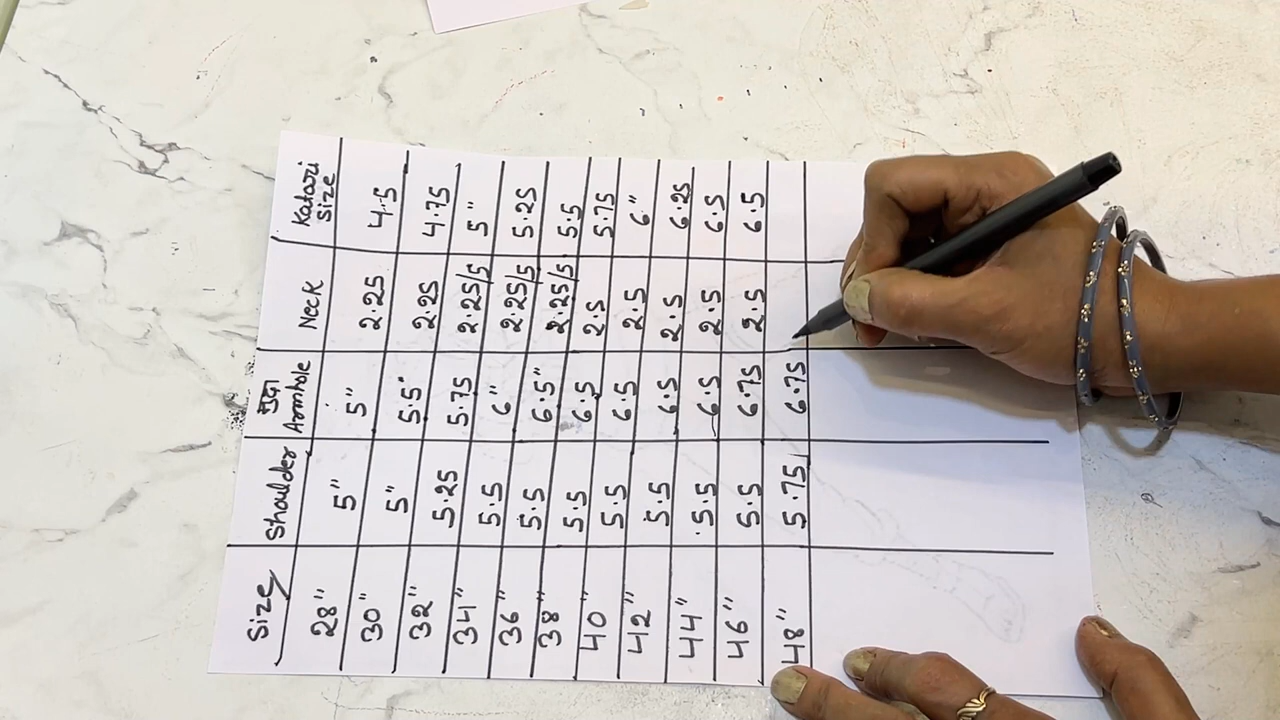 Size Shoulder Armhole Neck Katari Size
28" 5" 5" 2.25 4.5
30" 5" 5.5" 2.25 4.75
32" 5.25 5.75 2.25/5 5"
34" 5.5 6" 2.25/5 5.25
36" 5.5 6.5" 2.25/5 5.5
38" 5.5 6.5 2.5 5.75
40" 5.5 6.5 2.5 6"
42" 5.5 6.5 2.5 6.25
44" 5.5 6.5 2.5 6.5
46" 5.5 6.75 2.5 6.5
48" 5.75 6.75